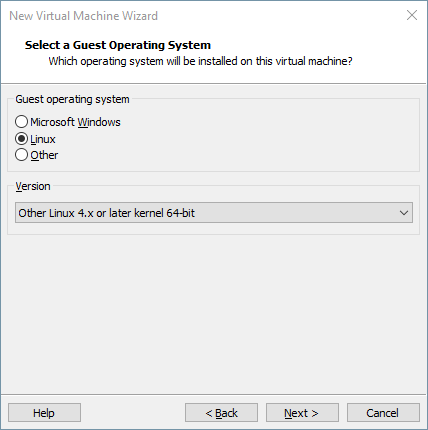 New Virtual Machine Wizard
Select a Guest Operating System
Which operating system will be installed on this virtual machine?
Guest operating system
Microsoft Windows
Linux
Other
Version
Other Linux 4.x or later kernel 64-bit
Help
< Back
Next >
Cancel